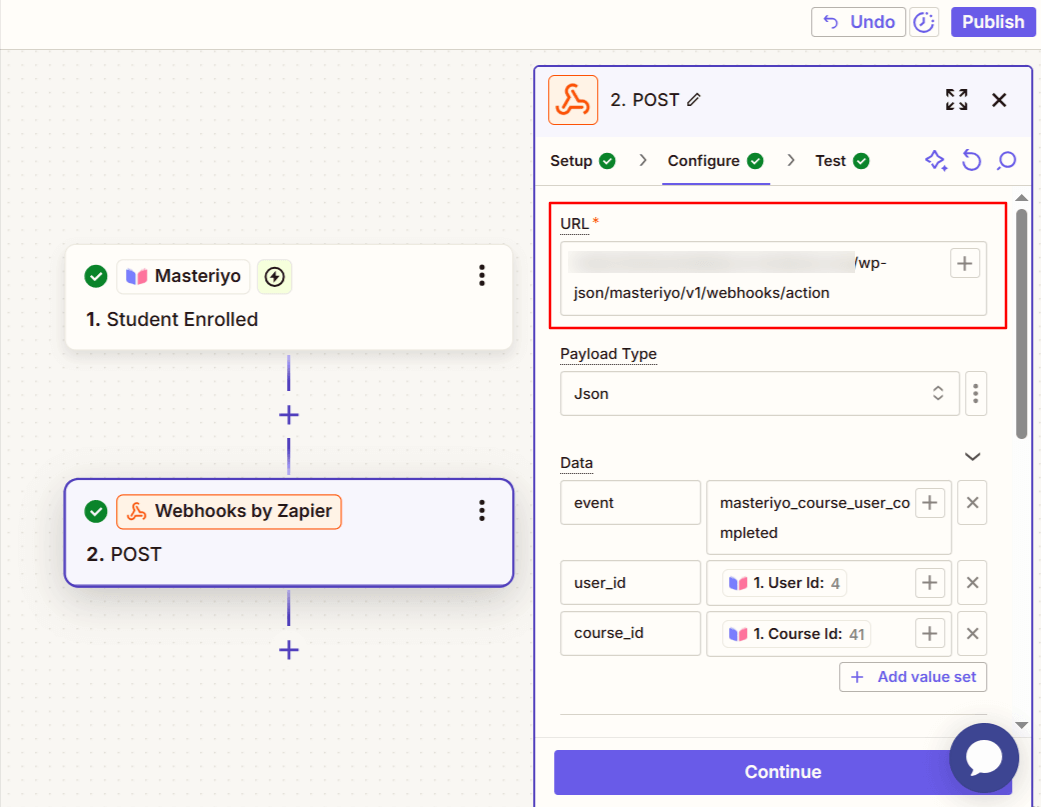 Undo
Publish
2. POST
Setup
Configure
Test
URL *
/wp-
json/masteriyo/v1/webhooks/action
Payload Type
Json
Data
event
masteriyo_course_user_co
mpleted
user_id
1. User Id: 4
course_id
1. Course Id: 41
Add value set
Continue
Masteriyo
1. Student Enrolled
Webhooks by Zapier
2. POST